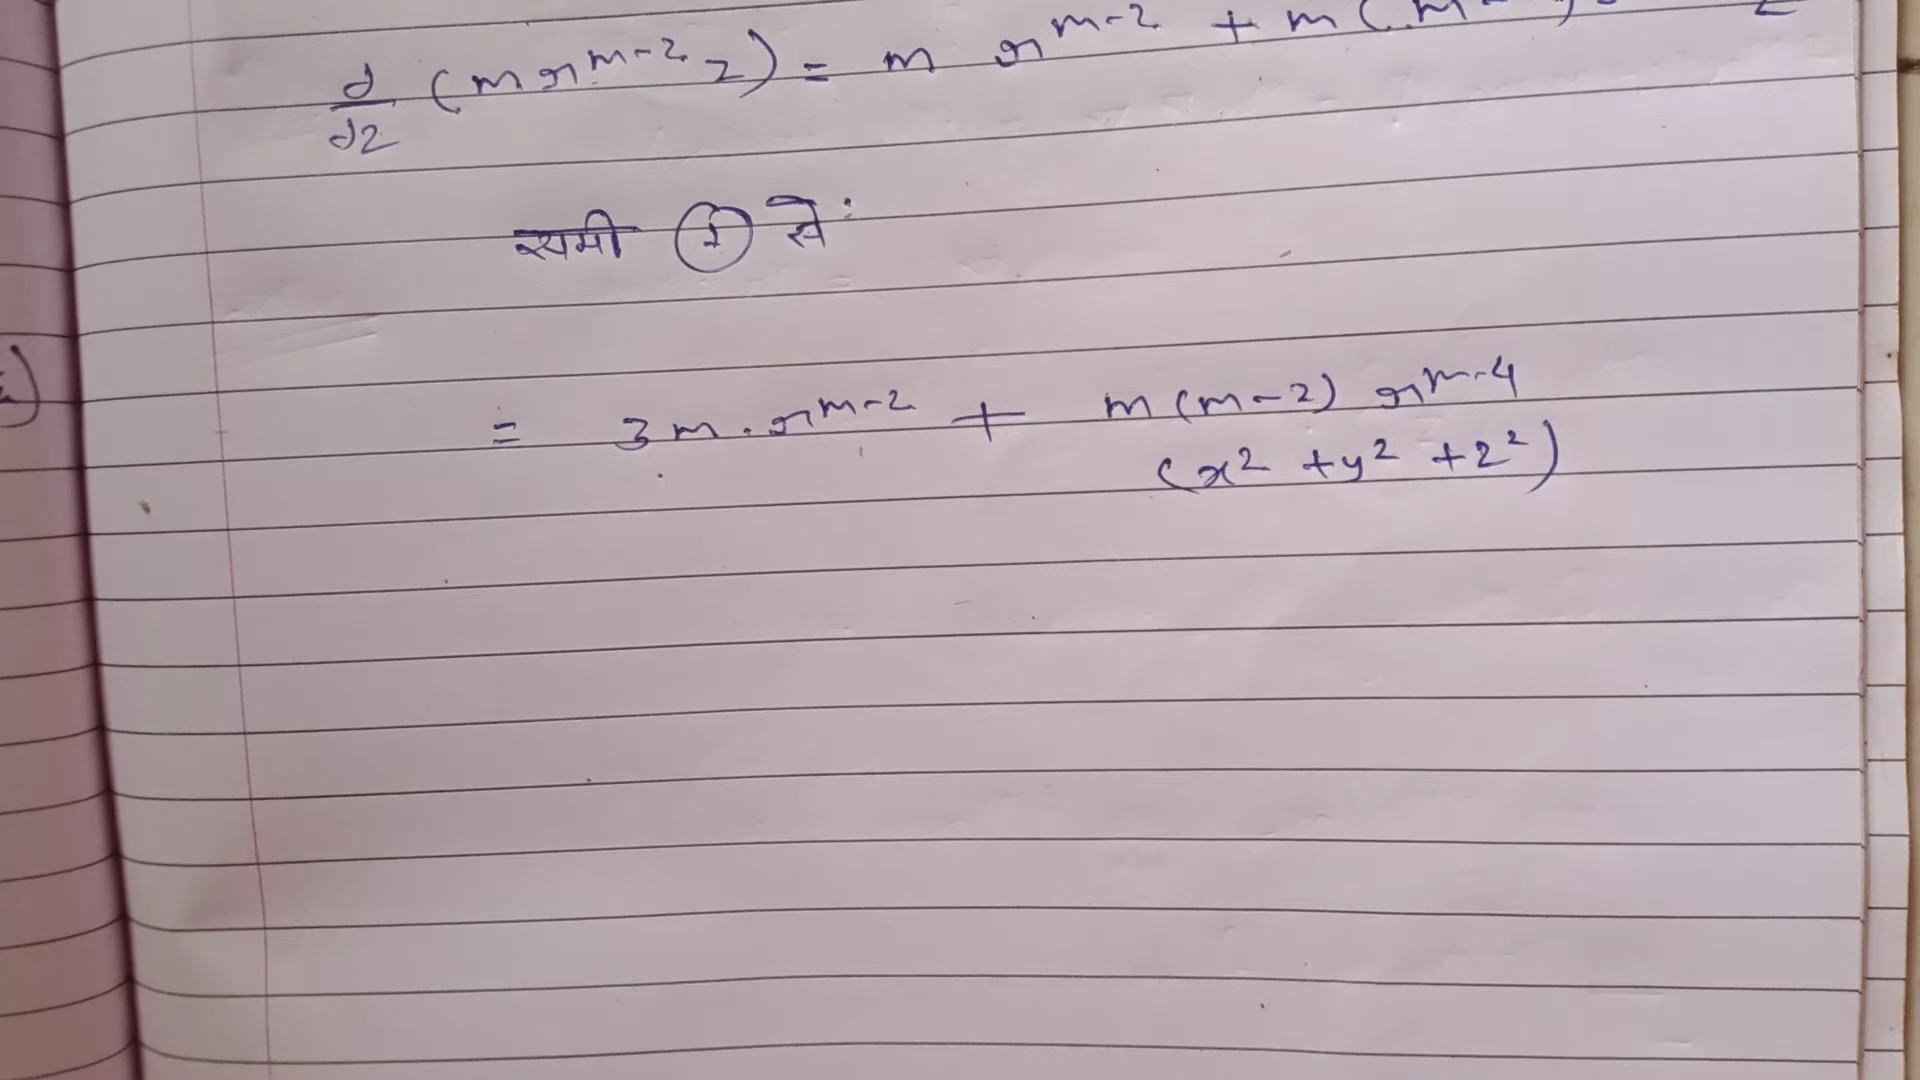 d/dz (m r^{m-2} z) = m r^{m-2} + m(m-
समी ① से:
= 3m . r^{m-2} + m(m-2) r^{m-4}
(x² + y² + z²)